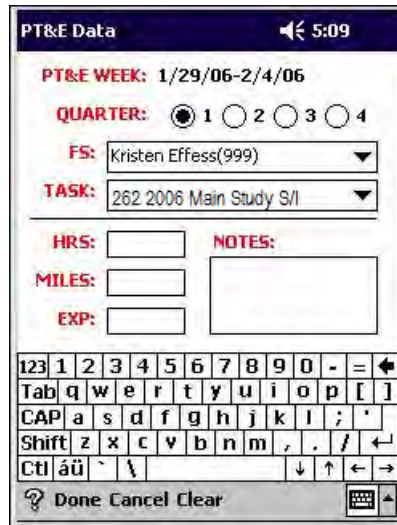 PT&E Data 5:09
PT&E WEEK: 1/29/06-2/4/06
QUARTER: 1 2 3 4
FS: Kristen Effess(999)
TASK: 262 2006 Main Study S/I
HRS: NOTES:
MILES:
EXP:
123 1 2 3 4 5 6 7 8 9 0 - =
Tab q w e r t y u i o p [ ]
CAP a s d f g h j k l ; '
Shift z x c v b n m , . /
Ctl áü ` \
Done Cancel Clear